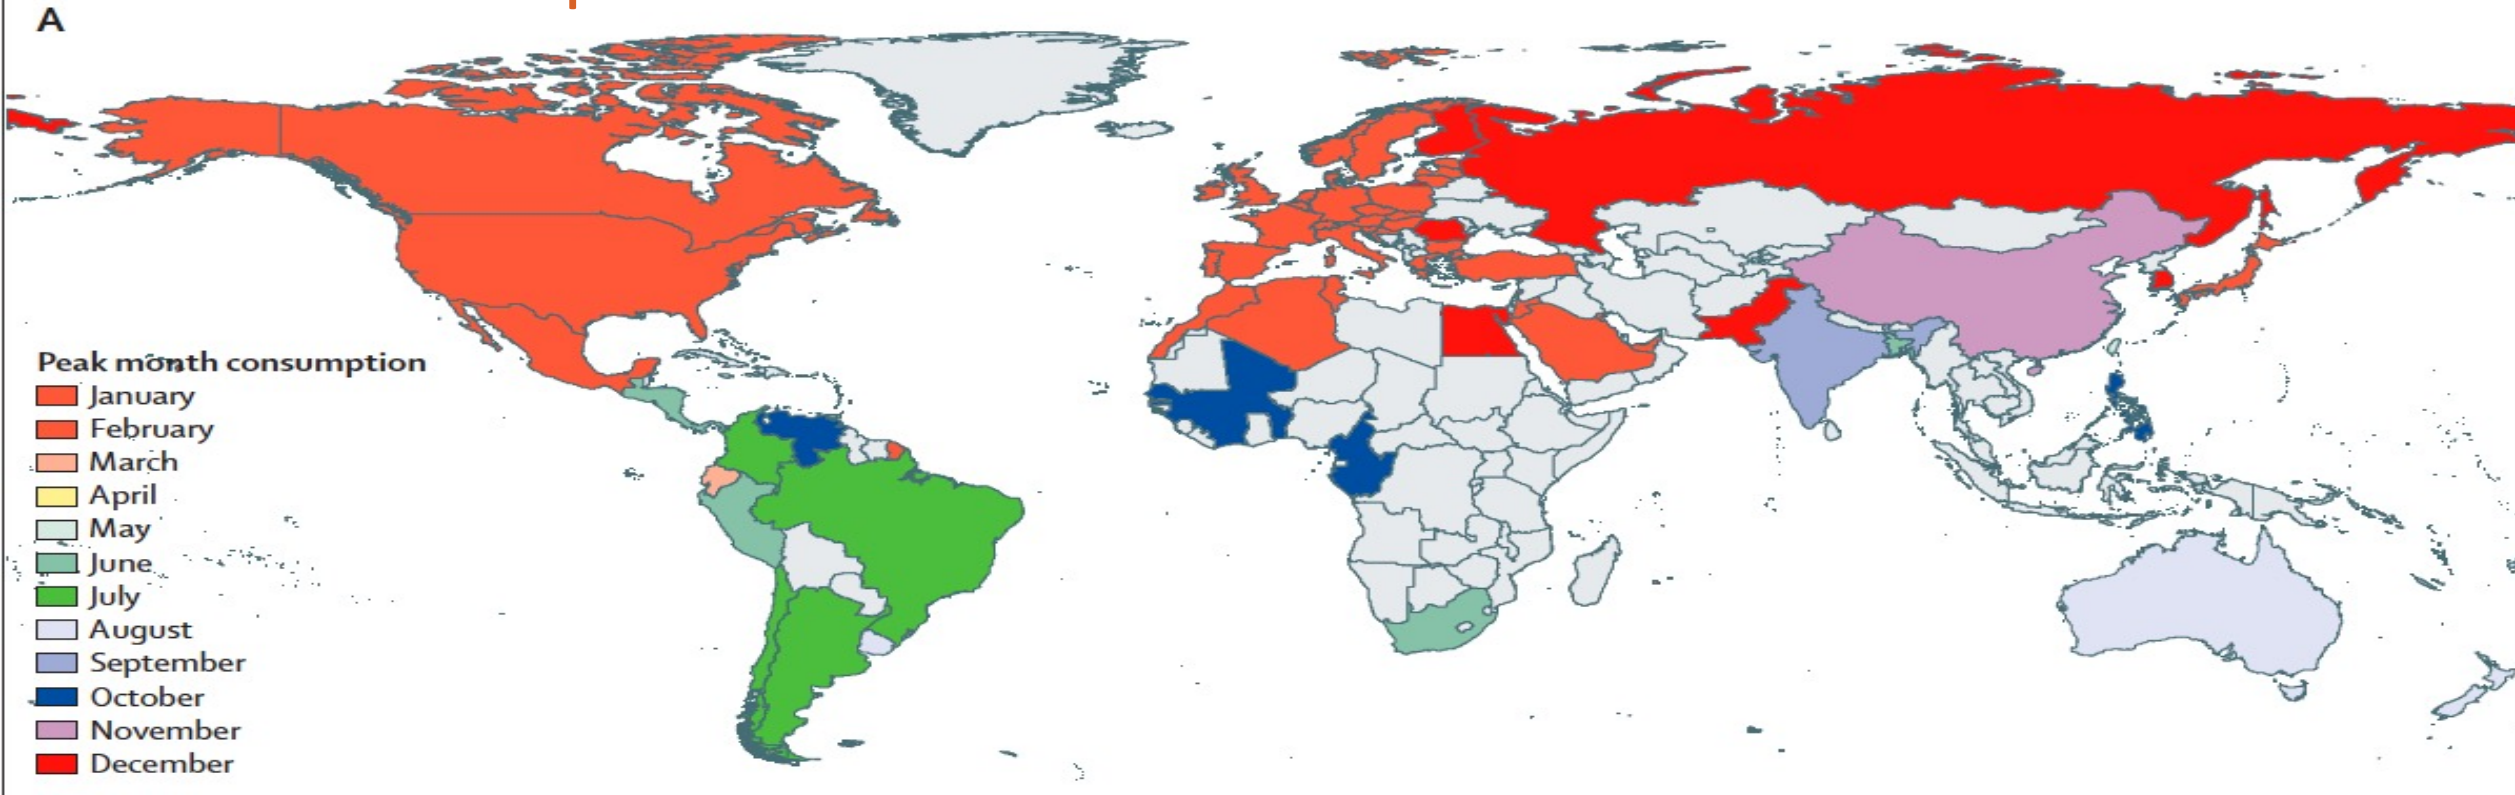 A
Peak month consumption
January
February
March
April
May
June
July
August
September
October
November
December